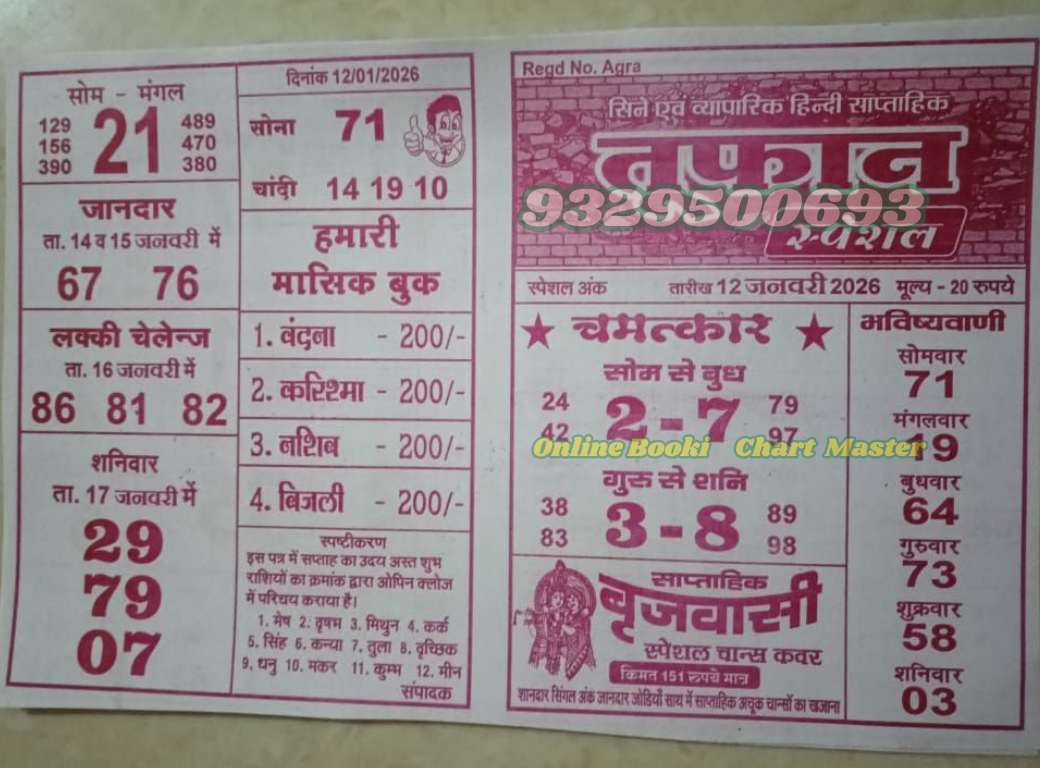 सोम - मंगल
129 489
156 21 470
390 380
जानदार
ता. 14 व 15 जनवरी में
67 76
लक्की चेलेन्ज
ता. 16 जनवरी में
86 81 82
शनिवार
ता. 17 जनवरी में
29
79
07
दिनांक 12/01/2026
सोना 71
चांदी 14 19 10
हमारी
मासिक बुक
1. वंदना - 200/-
2. करिश्मा - 200/-
3. नशिब - 200/-
4. बिजली - 200/-
स्पष्टीकरण
इस पत्र में सप्ताह का उदय अस्त शुभ
राशियों का क्रमांक द्वारा ओपिन क्लोज
में परिचय कराया है।
1. मेष 2. वृषभ 3. मिथुन 4. कर्क
5. सिंह 6. कन्या 7. तुला 8. वृच्छिक
9. धनु 10. मकर 11. कुम्भ 12. मीन
संपादक
Regd No. Agra
सिने एवं व्यापारिक हिन्दी साप्ताहिक
तूफान
9329500693
स्पेशल
स्पेशल अंक तारीख 12 जनवरी 2026 मूल्य - 20 रुपये
★ चमत्कार ★
सोम से बुध
24 2-7 79
42 97
Online Booki Chart Master
गुरु से शनि
38 3-8 89
83 98
साप्ताहिक
वृजवासी
स्पेशल चान्स कवर
किमत 151 रुपये मात्र
शानदार सिंगल अंक जानदार जोडियाँ साथ में साप्ताहिक अचूक चान्सों का खजाना
भविष्यवाणी
सोमवार
71
मंगलवार
19
बुधवार
64
गुरुवार
73
शुक्रवार
58
शनिवार
03